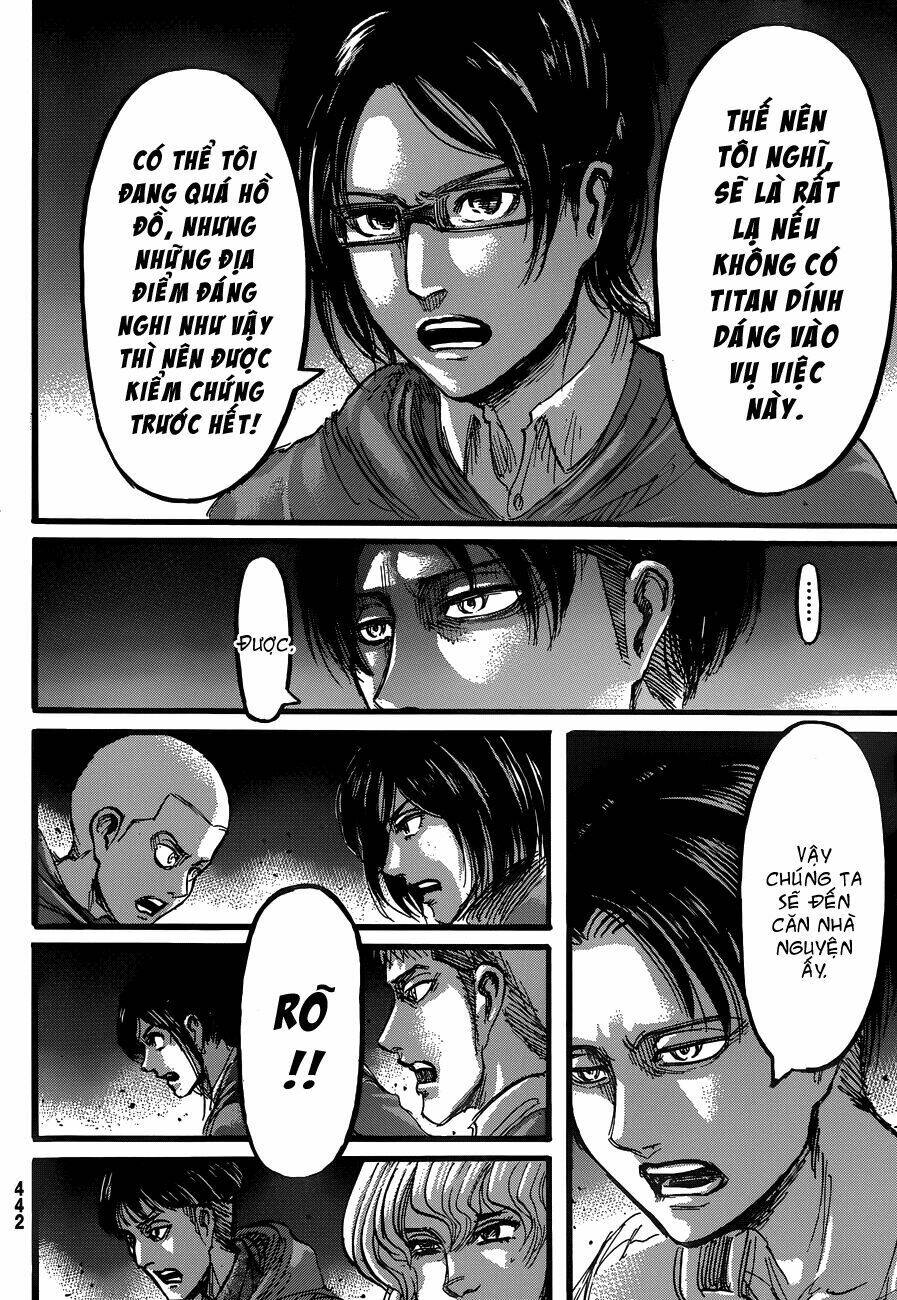 THẾ NÊN
TÔI NGHĨ,
SẼ LÀ RẤT
LẠ NẾU
KHÔNG CÓ
TITAN DÍNH
DÁNG VÀO
VỤ VIỆC
NÀY.
CÓ THỂ TÔI
ĐANG QUÁ HỒ
ĐỒ, NHƯNG
NHỮNG ĐỊA
ĐIỂM ĐÁNG
NGHI NHƯ VẬY
THÌ NÊN ĐƯỢC
KIỂM CHỨNG
TRƯỚC HẾT!
......
ĐƯỢC.
VẬY
CHÚNG TA
SẼ ĐẾN
CĂN NHÀ
NGUYỆN
ẤY.
RÕ
!!
442